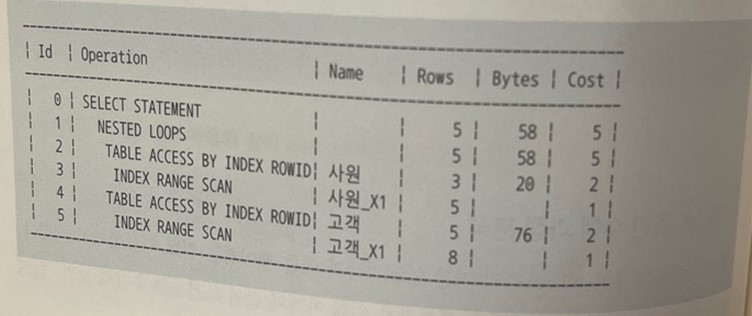 | Id | Operation | Name | Rows | Bytes | Cost |
| 0 | SELECT STATEMENT | | 5 | 58 | 5 |
| 1 | NESTED LOOPS | | 5 | 58 | 5 |
| 2 | TABLE ACCESS BY INDEX ROWID| 사원 | 3 | 20 | 2 |
| 3 | INDEX RANGE SCAN | 사원_X1 | 5 | | 1 |
| 4 | TABLE ACCESS BY INDEX ROWID| 고객 | 5 | 76 | 2 |
| 5 | INDEX RANGE SCAN | 고객_X1 | 8 | | 1 |